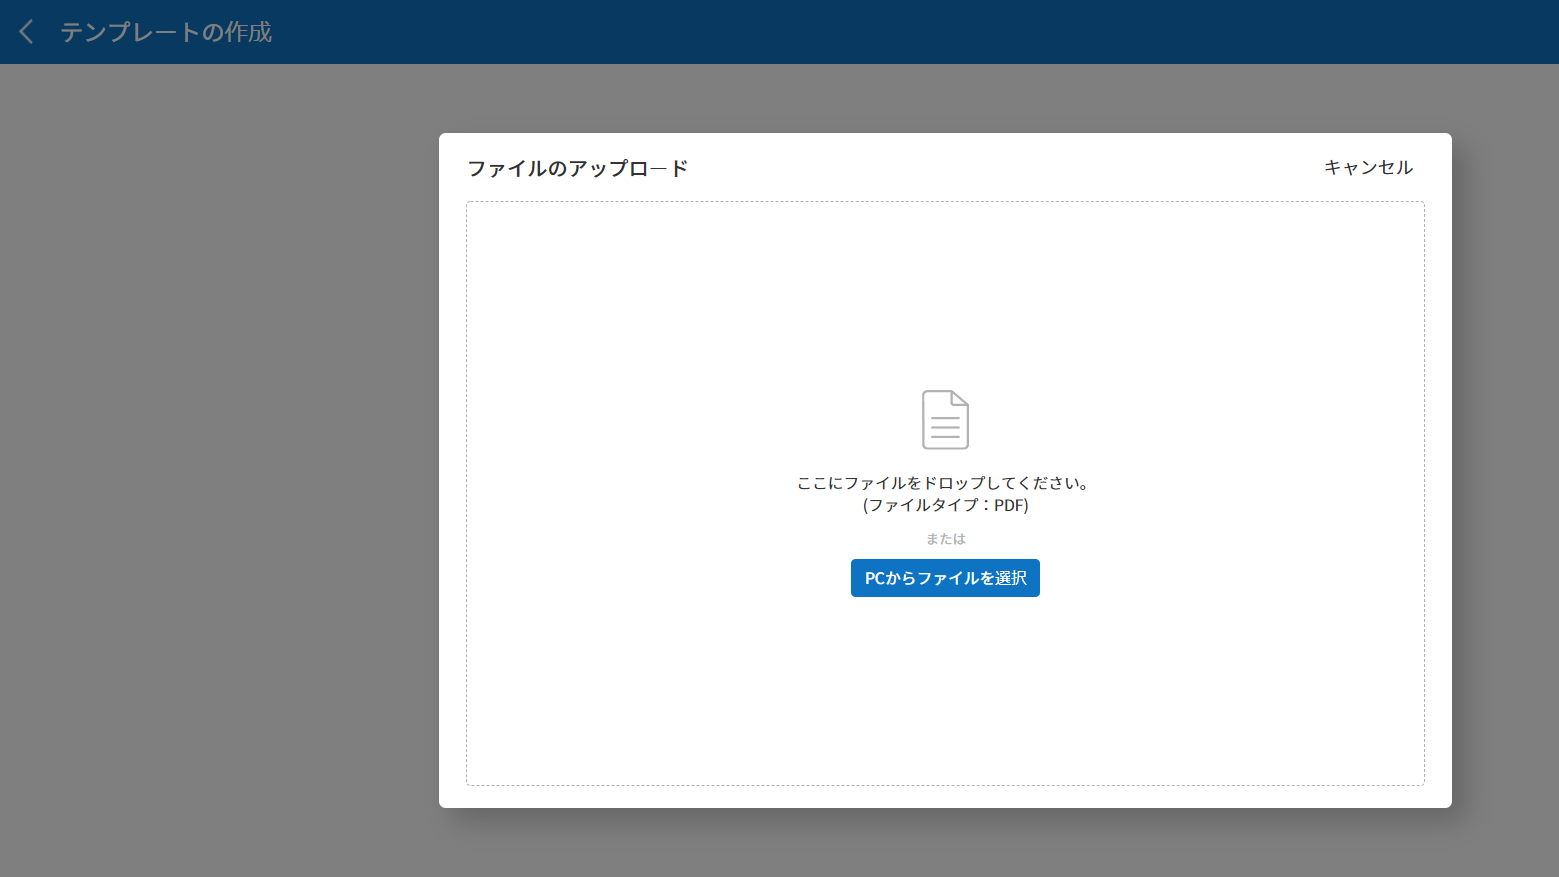 テンプレートの作成
ファイルのアップロード
キャンセル
ここにファイルをドロップしてください。
(ファイルタイプ：PDF)
または
PCからファイルを選択